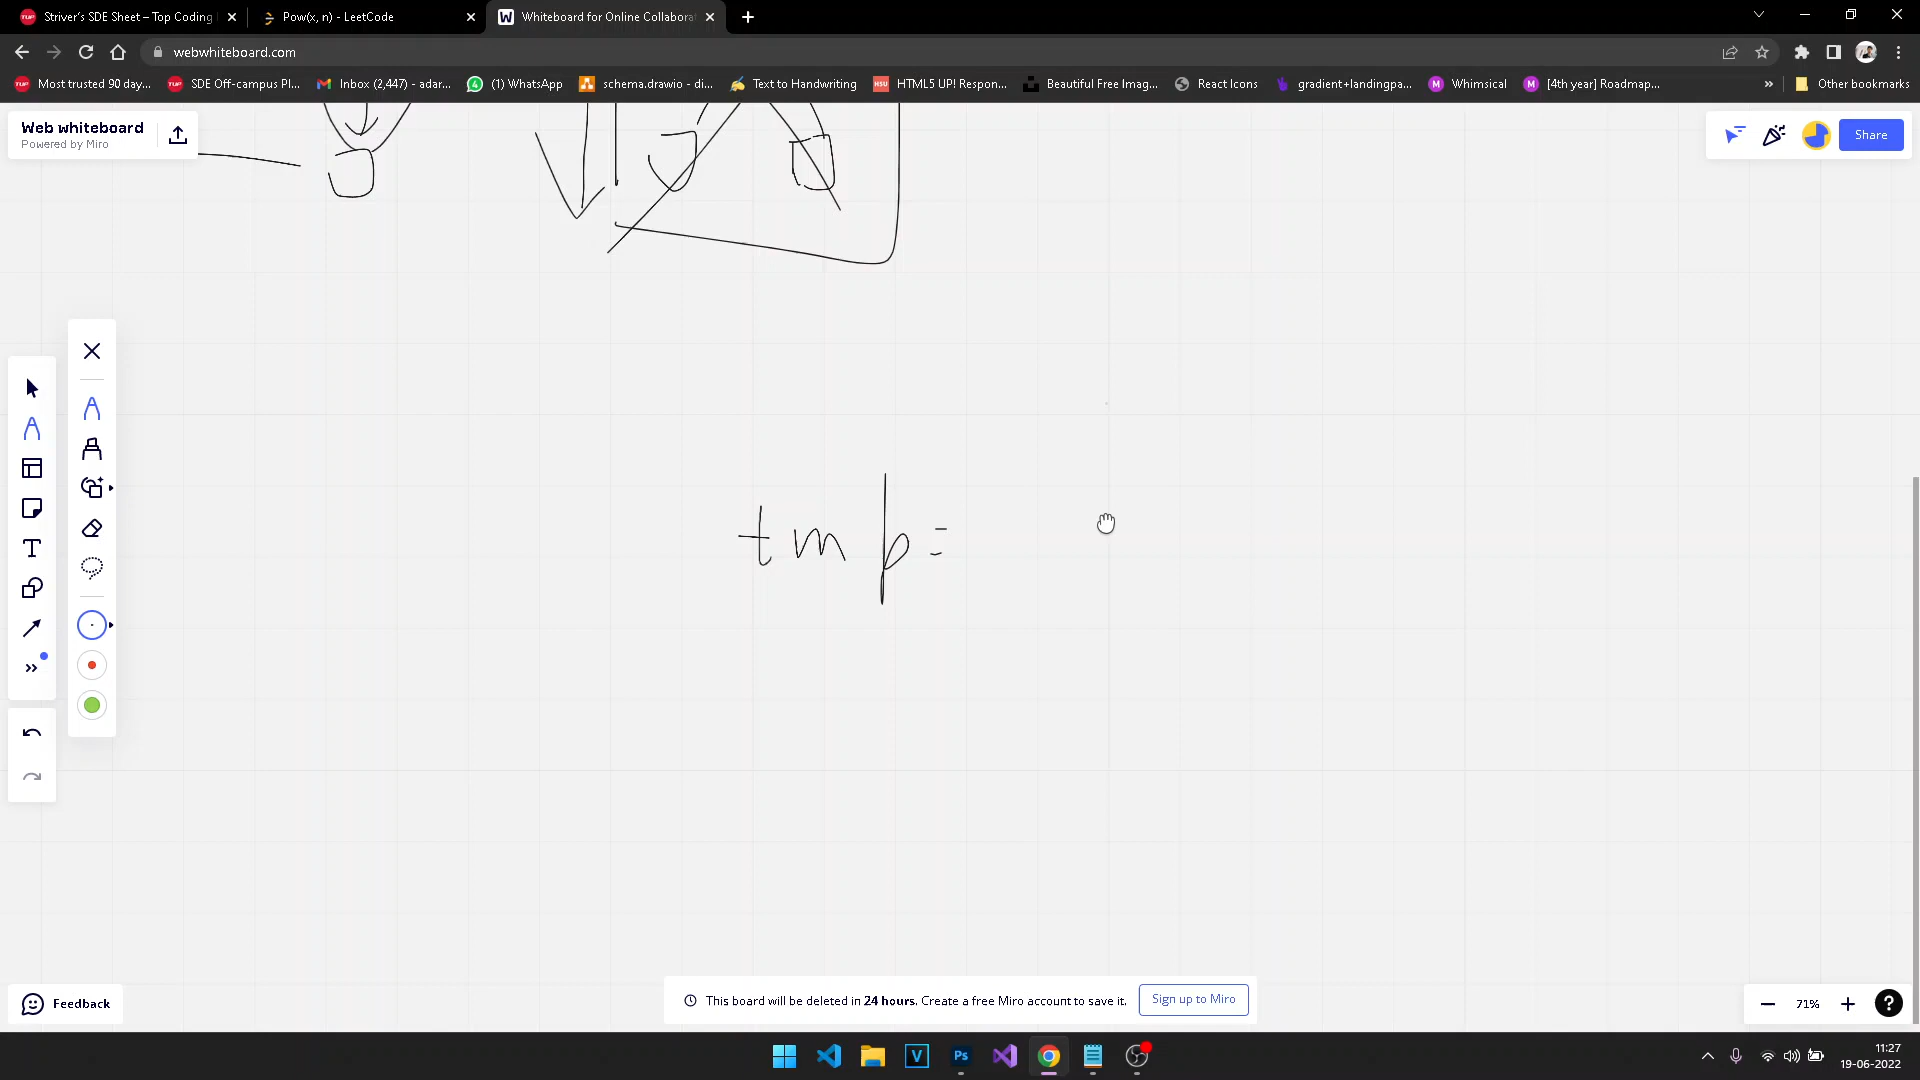 Striver's SDE Sheet – Top Coding
Pow(x, n) - LeetCode
Whiteboard for Online Collabora
webwhiteboard.com
Most trusted 90 day...
SDE Off-campus Pl...
Inbox (2,447) - adar...
(1) WhatsApp
schema.drawio - di...
Text to Handwriting
HTML5 UP! Respon...
Beautiful Free Imag...
React Icons
gradient+landingpa...
Whimsical
[4th year] Roadmap...
»
Other bookmarks
Web whiteboard
Powered by Miro
Share
tmp=
This board will be deleted in 24 hours. Create a free Miro account to save it.
Sign up to Miro
Feedback
71%
11:27
19-06-2022